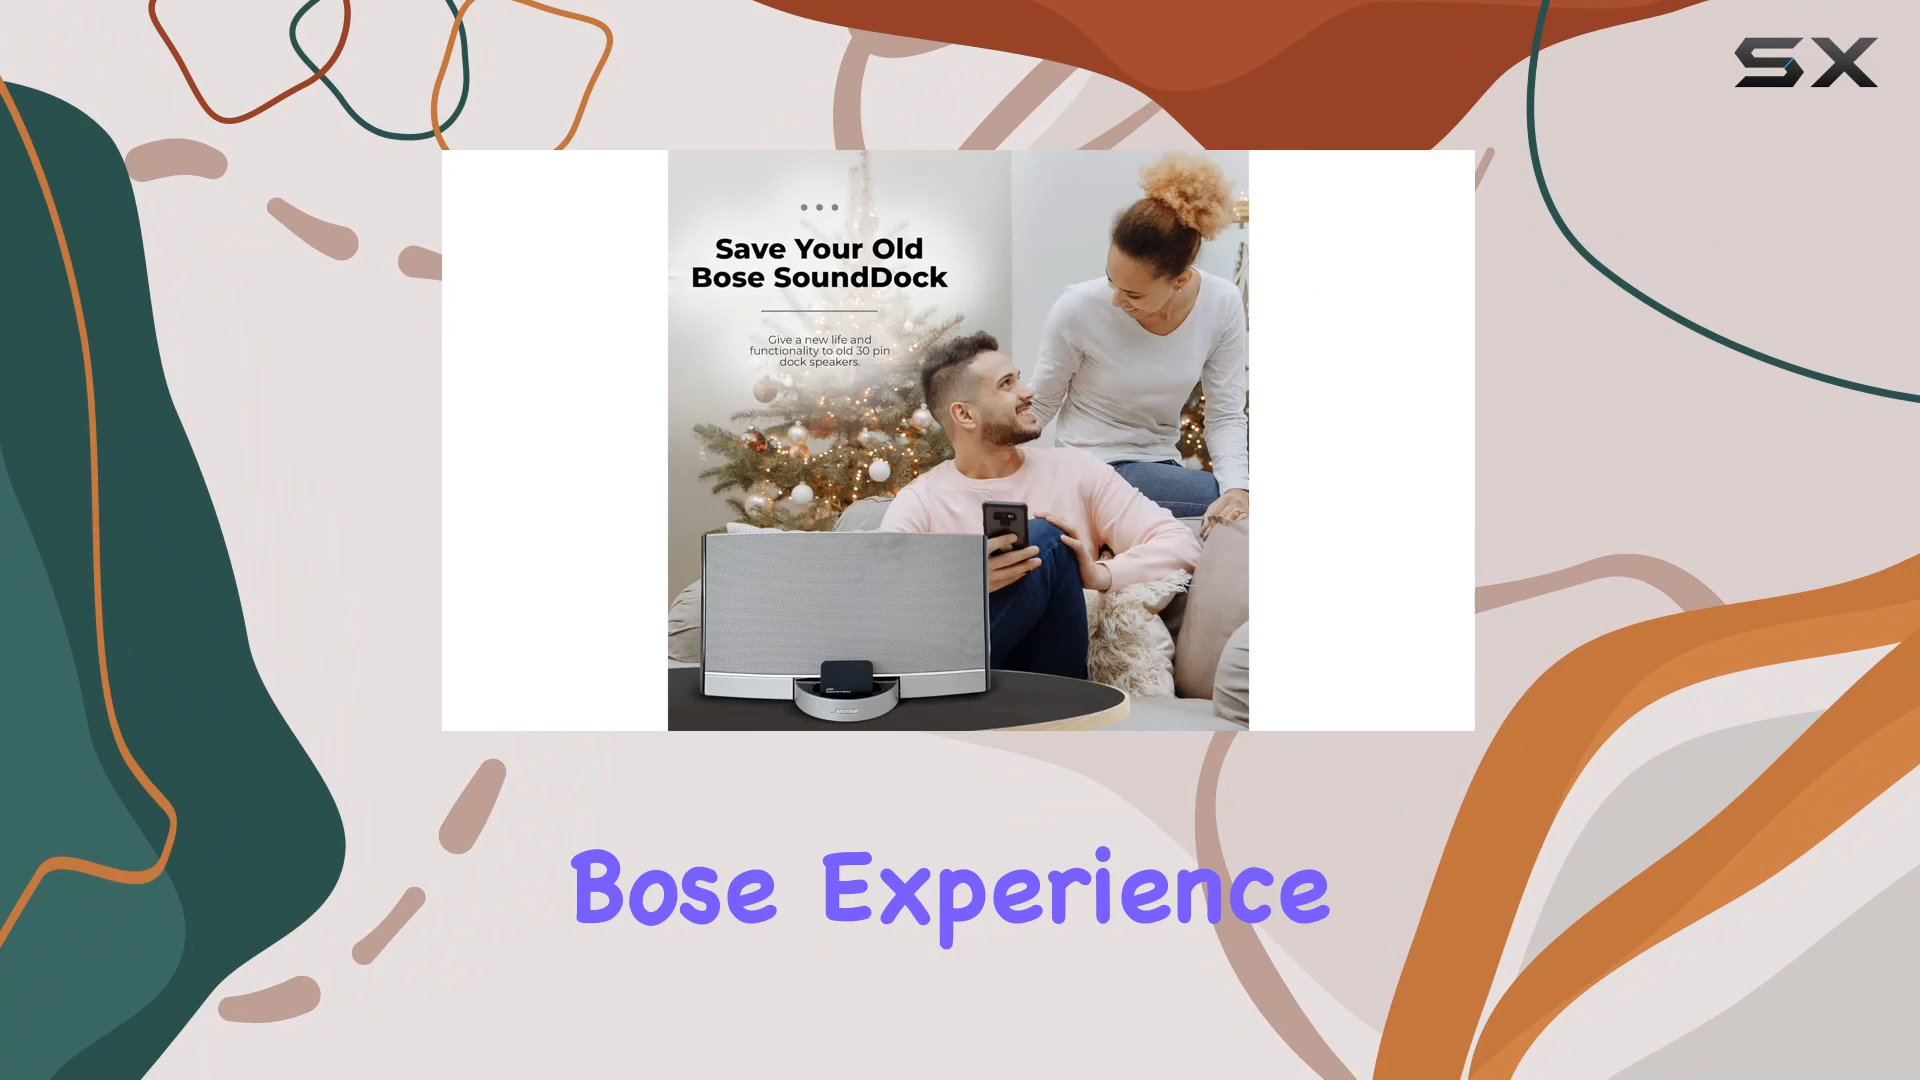 SX
Save Your Old
Bose SoundDock
Give a new life and
functionality to old 30 pin
dock speakers.
BOSE
Bose Experience